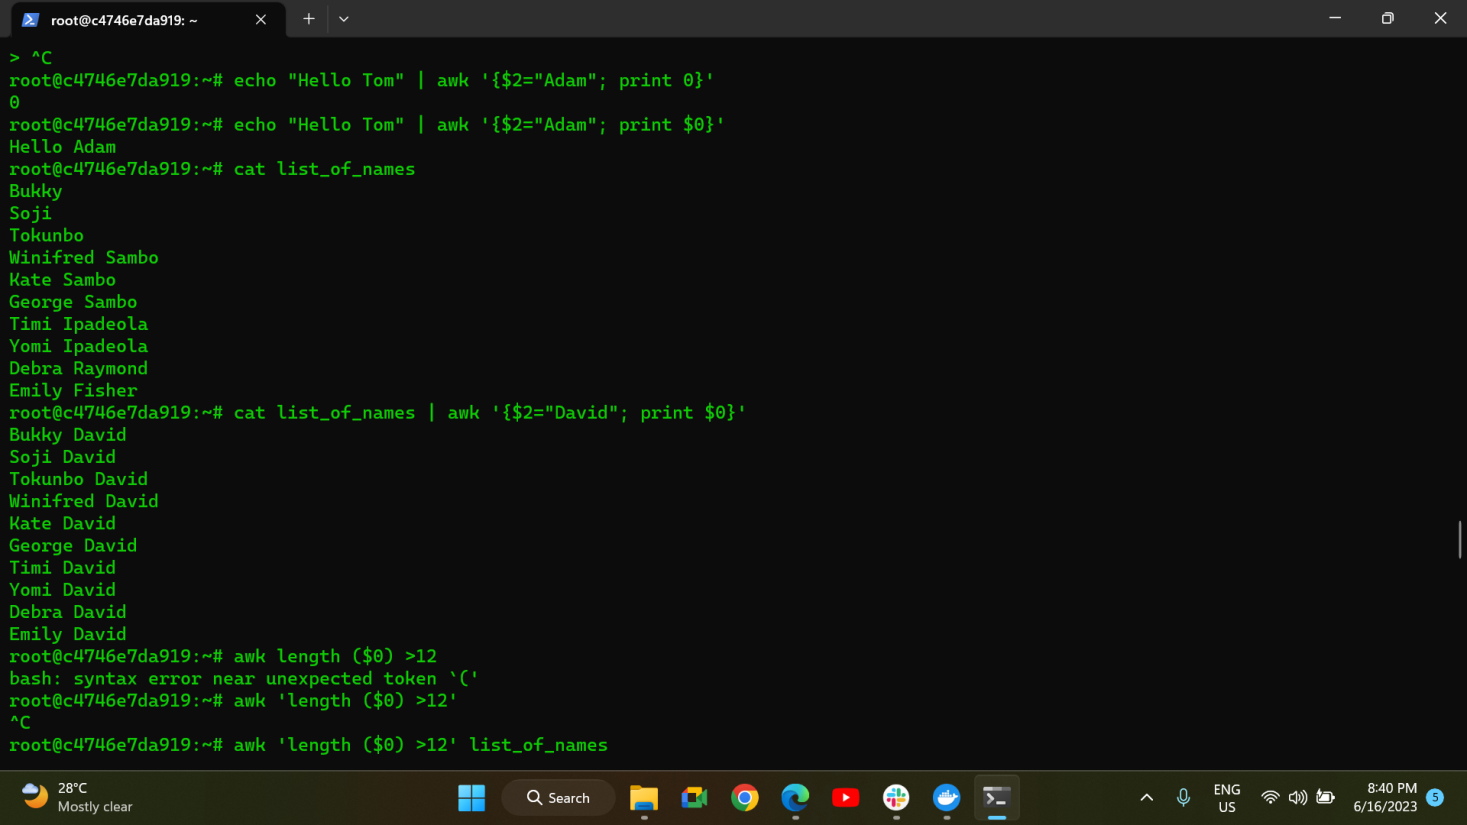 root@c4746e7da919: ~
> ^C
root@c4746e7da919:~# echo "Hello Tom" | awk '{$2="Adam"; print 0}'
0
root@c4746e7da919:~# echo "Hello Tom" | awk '{$2="Adam"; print $0}'
Hello Adam
root@c4746e7da919:~# cat list_of_names
Bukky
Soji
Tokunbo
Winifred Sambo
Kate Sambo
George Sambo
Timi Ipadeola
Yomi Ipadeola
Debra Raymond
Emily Fisher
root@c4746e7da919:~# cat list_of_names | awk '{$2="David"; print $0}'
Bukky David
Soji David
Tokunbo David
Winifred David
Kate David
George David
Timi David
Yomi David
Debra David
Emily David
root@c4746e7da919:~# awk length ($0) >12
bash: syntax error near unexpected token `('
root@c4746e7da919:~# awk 'length ($0) >12'
^C
root@c4746e7da919:~# awk 'length ($0) >12' list_of_names
28°C
Mostly clear
Search
ENG
US
8:40 PM
6/16/2023
5